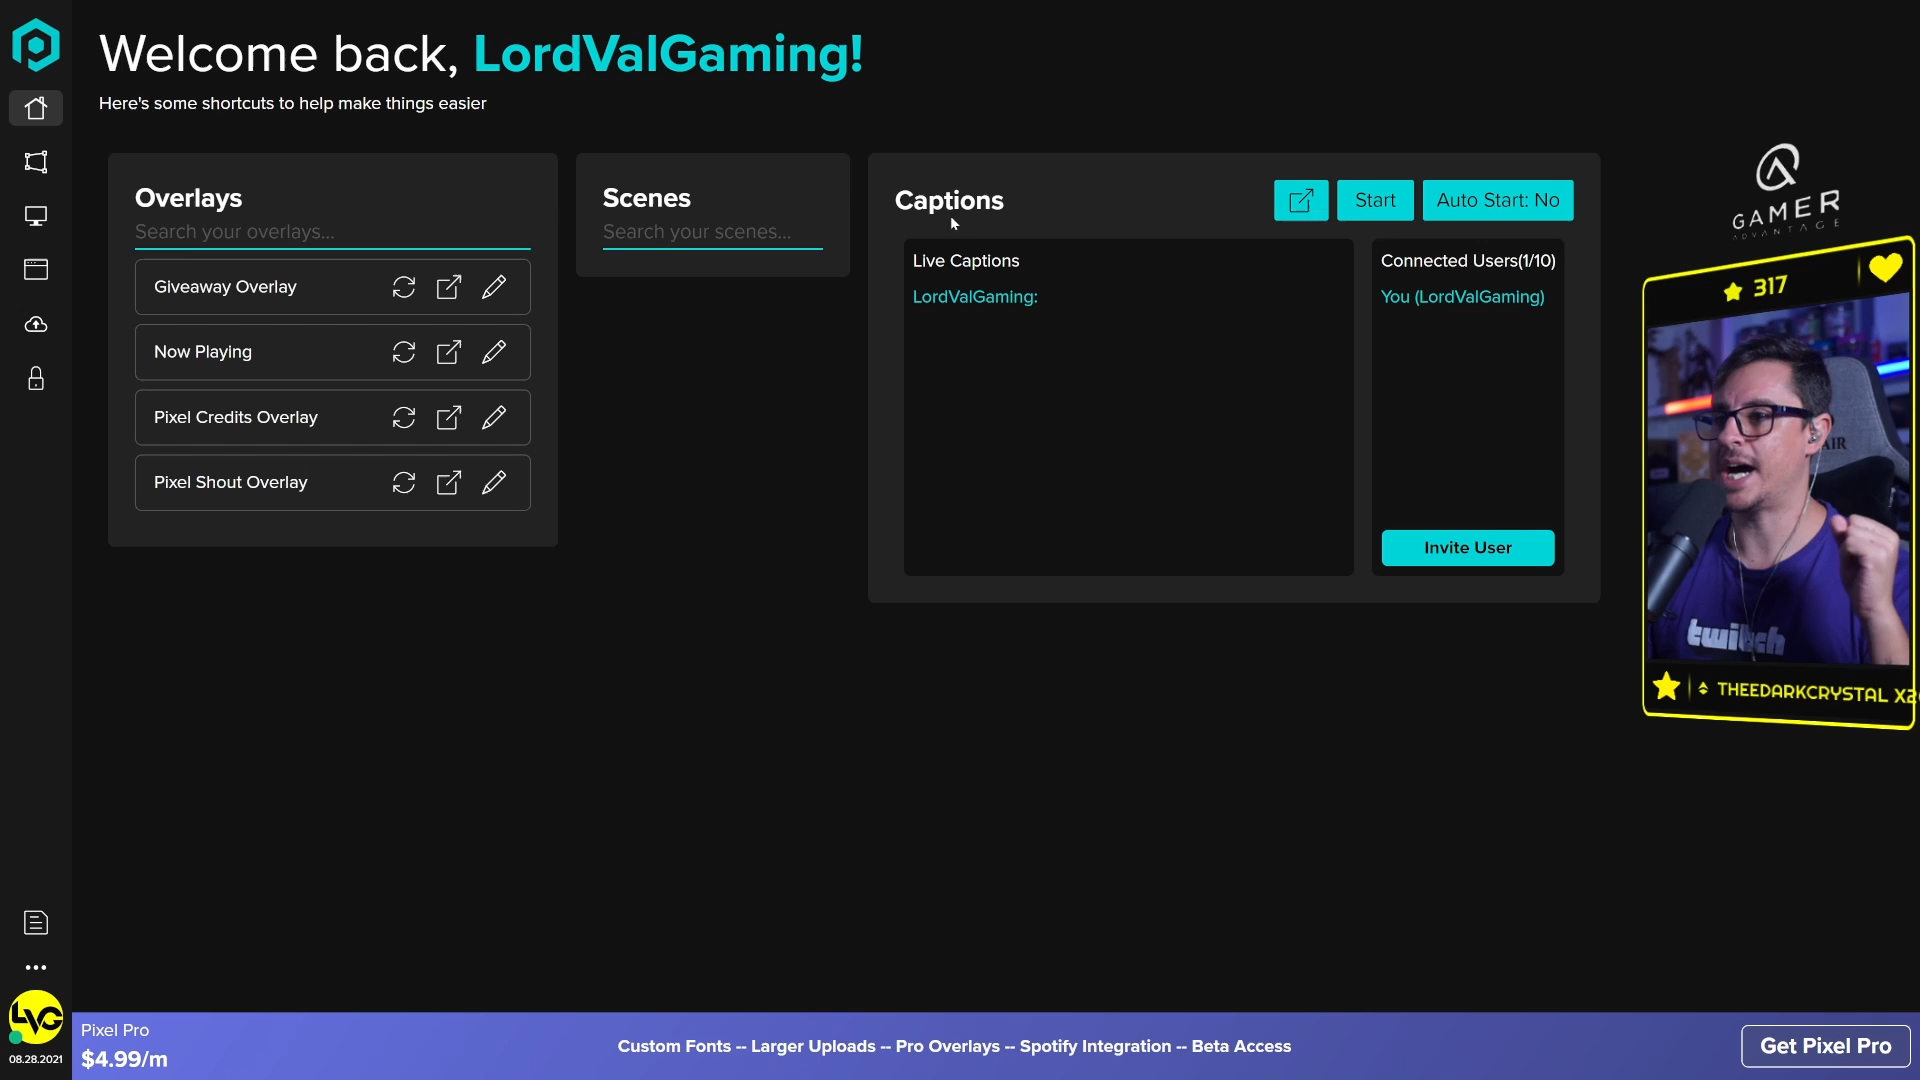 Welcome back, LordValGaming!
Here's some shortcuts to help make things easier
Overlays
Search your overlays...
Giveaway Overlay
Now Playing
Pixel Credits Overlay
Pixel Shout Overlay
Scenes
Search your scenes...
Captions
Start
Auto Start: No
Live Captions
LordValGaming:
Connected Users(1/10)
You (LordValGaming)
Invite User
GAMER
ADVANTAGE
317
AIR
twitch
THEEDARKCRYSTAL X2
LVG
08.28.2021
Pixel Pro
$4.99/m
Custom Fonts -- Larger Uploads -- Pro Overlays -- Spotify Integration -- Beta Access
Get Pixel Pro